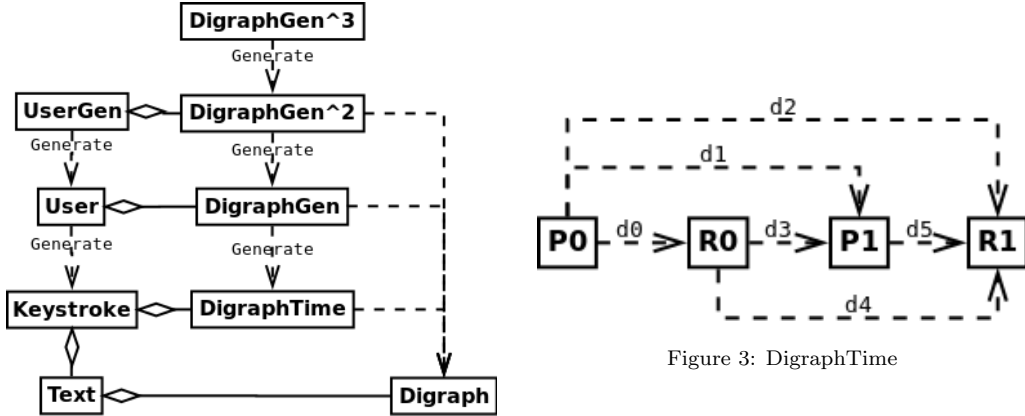 DigraphGen^3
Generate
UserGen
DigraphGen^2
Generate
Generate
User
DigraphGen
Generate
Generate
Keystroke
DigraphTime
Text
Digraph
d2
d1
P0
d0
R0
d3
P1
d5
R1
d4
Figure 3: DigraphTime